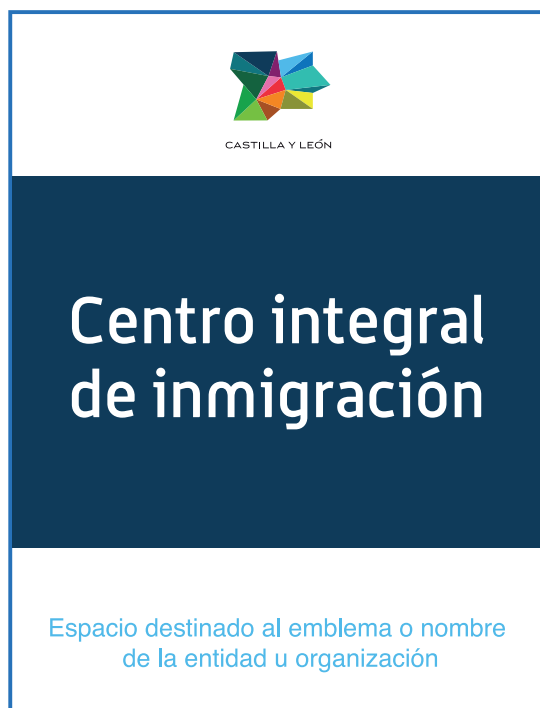 CASTILLA Y LEÓN
Centro integral
de inmigración
Espacio destinado al emblema o nombre
de la entidad u organización